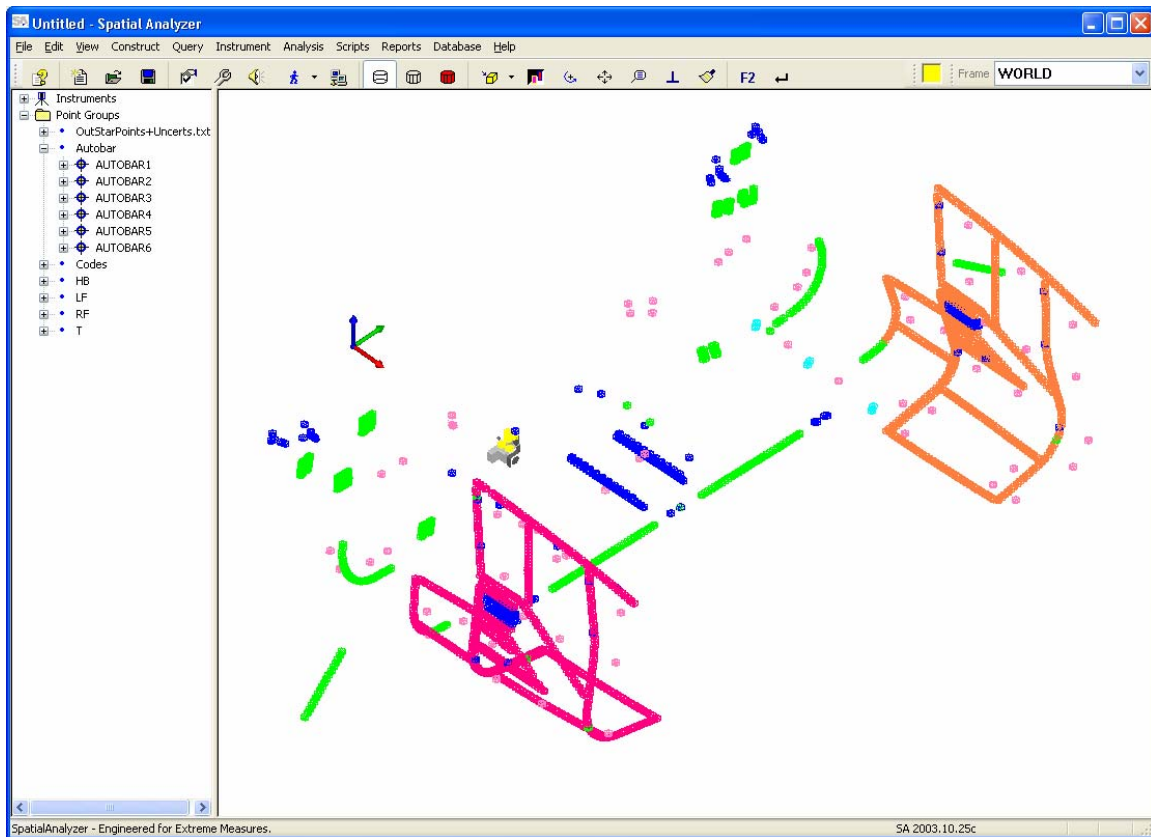 Untitled - Spatial Analyzer
File Edit View Construct Query Instrument Analysis Scripts Reports Database Help
F2 Frame WORLD
Instruments
Point Groups
OutStarPoints+Uncerts.txt
Autobar
AUTOBAR1
AUTOBAR2
AUTOBAR3
AUTOBAR4
AUTOBAR5
AUTOBAR6
Codes
HB
LF
RF
T
SpatialAnalyzer - Engineered for Extreme Measures. SA 2003.10.25c